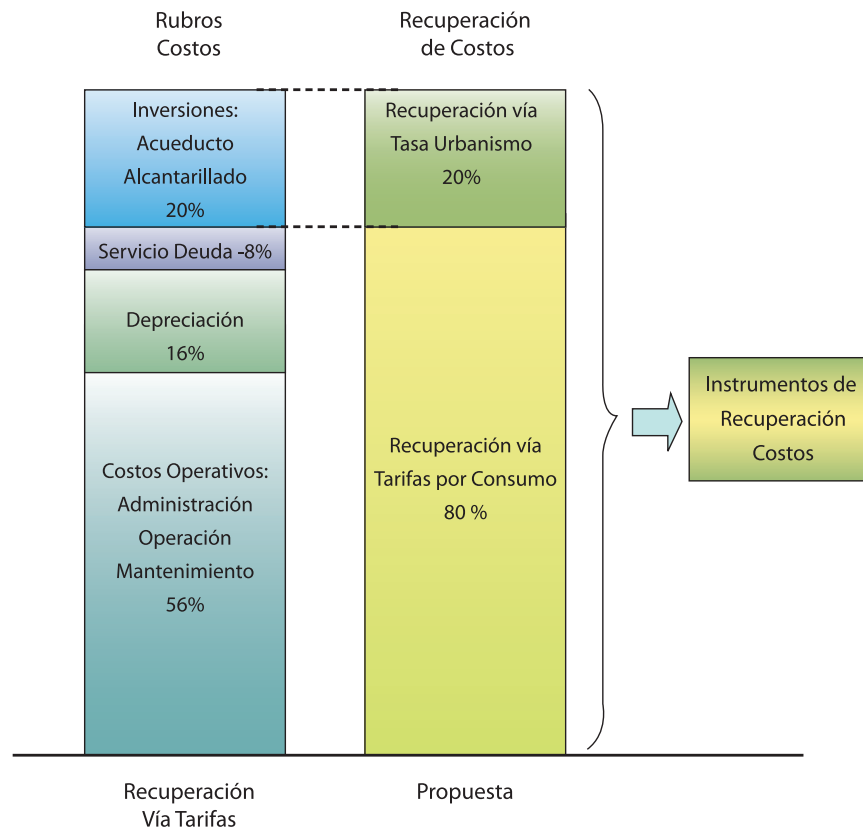 Rubros
Costos
Recuperación
de Costos
Inversiones:
Acueducto
Alcantarillado
20%
Servicio Deuda -8%
Depreciación
16%
Costos Operativos:
Administración
Operación
Mantenimiento
56%
Recuperación vía
Tasa Urbanismo
20%
Recuperación vía
Tarifas por Consumo
80 %
Instrumentos de
Recuperación
Costos
Recuperación
Vía Tarifas
Propuesta